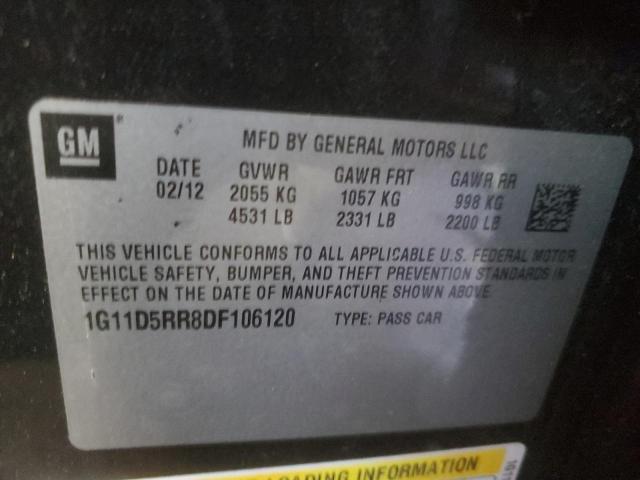 GM
MFD BY GENERAL MOTORS LLC
DATE GVWR GAWR FRT GAWR RR
02/12 2055 KG 1057 KG 998 KG
4531 LB 2331 LB 2200 LB
THIS VEHICLE CONFORMS TO ALL APPLICABLE U.S. FEDERAL MOTOR
VEHICLE SAFETY, BUMPER, AND THEFT PREVENTION STANDARDS IN
EFFECT ON THE DATE OF MANUFACTURE SHOWN ABOVE.
1G11D5RR8DF106120 TYPE: PASS CAR
LOADING INFORMATION